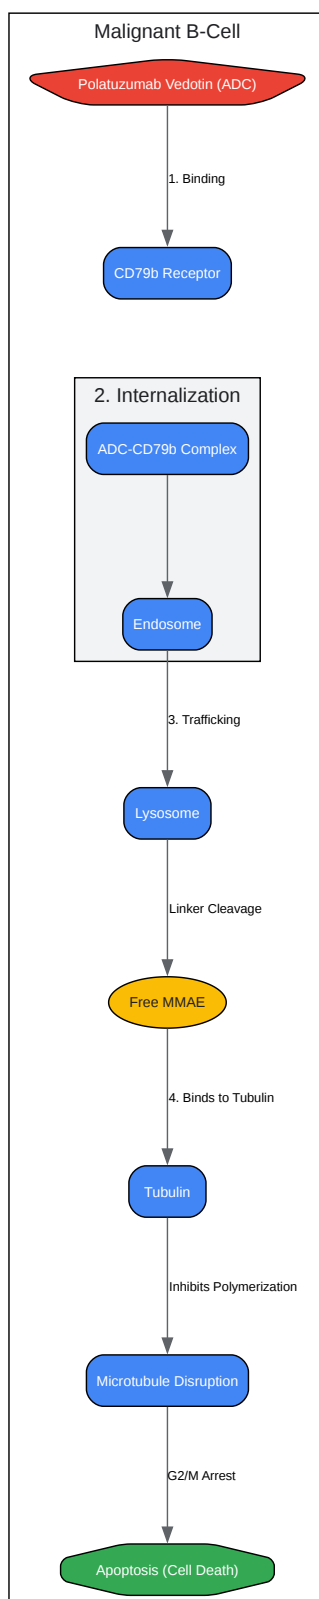 Malignant B-Cell
Polatuzumab Vedotin (ADC)
1. Binding
CD79b Receptor
2. Internalization
ADC-CD79b Complex
Endosome
3. Trafficking
Lysosome
Linker Cleavage
Free MMAE
4. Binds to Tubulin
Tubulin
Inhibits Polymerization
Microtubule Disruption
G2/M Arrest
Apoptosis (Cell Death)